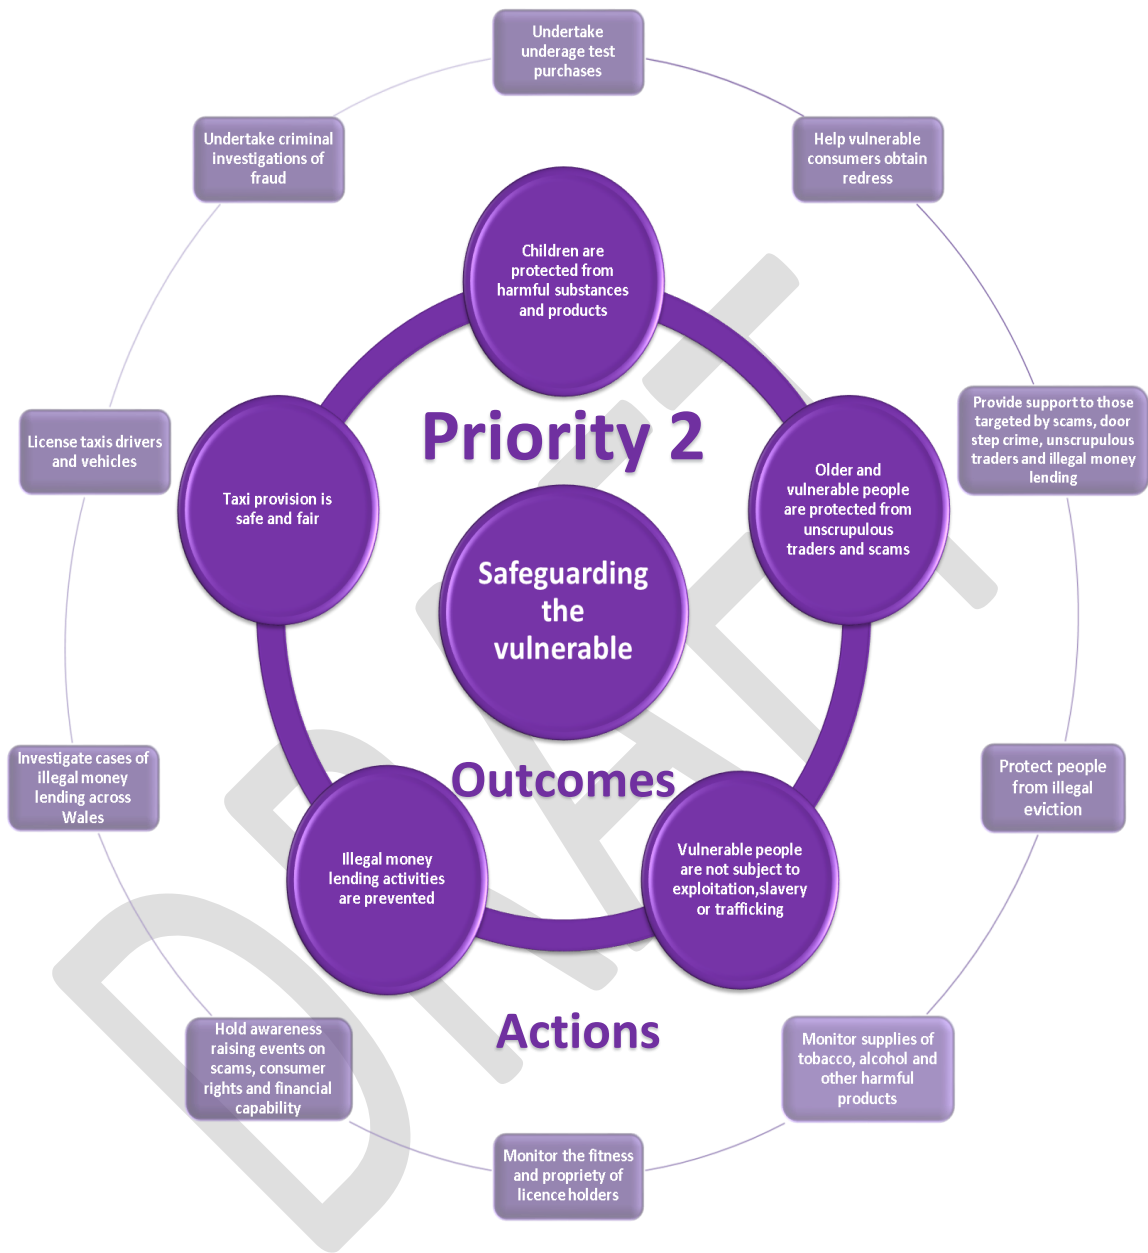 Undertake
underage test
purchases
Undertake criminal
investigations of
fraud
Help vulnerable
consumers obtain
redress
Children are
protected from
harmful substances
and products
Priority 2
License taxis drivers
and vehicles
Provide support to those
targeted by scams, door
step crime, unscrupulous
traders and illegal money
lending
Taxi provision is
safe and fair
Older and
vulnerable people
are protected from
unscrupulous
traders and scams
Safeguarding
the
vulnerable
Outcomes
Investigate cases of
illegal money
lending across
Wales
Protect people
from illegal
eviction
Illegal money
lending activities
are prevented
Vulnerable people
are not subject to
exploitation,slavery
or trafficking
Actions
Hold awareness
raising events on
scams, consumer
rights and financial
capability
Monitor supplies of
tobacco, alcohol and
other harmful
products
Monitor the fitness
and propriety of
licence holders
DRAFT